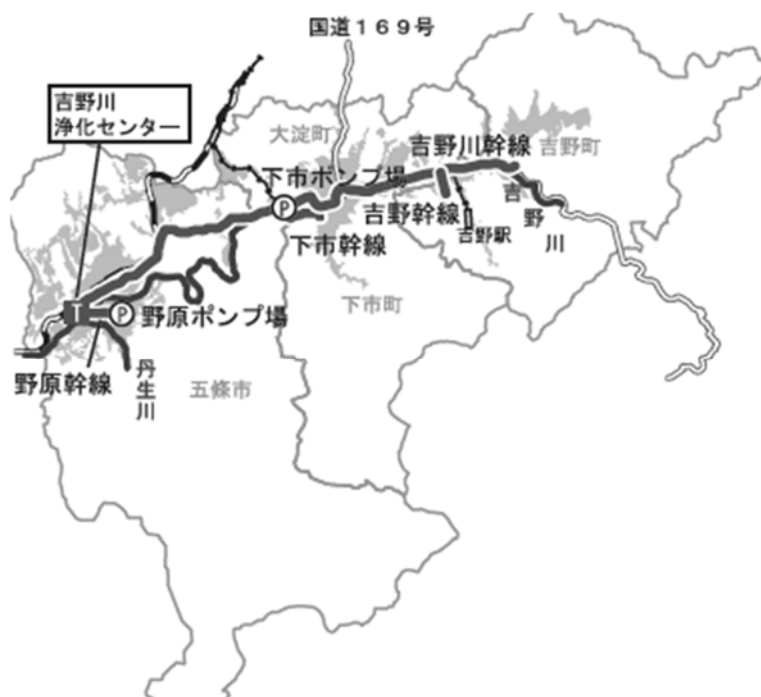 国道１６９号
吉野川
浄化センター
大淀町
吉野川幹線
吉野町
下市ポンプ場
吉野幹線
吉野川
P
下市幹線
吉野駅
下市町
T
P
野原ポンプ場
野原幹線
丹生川
五條市